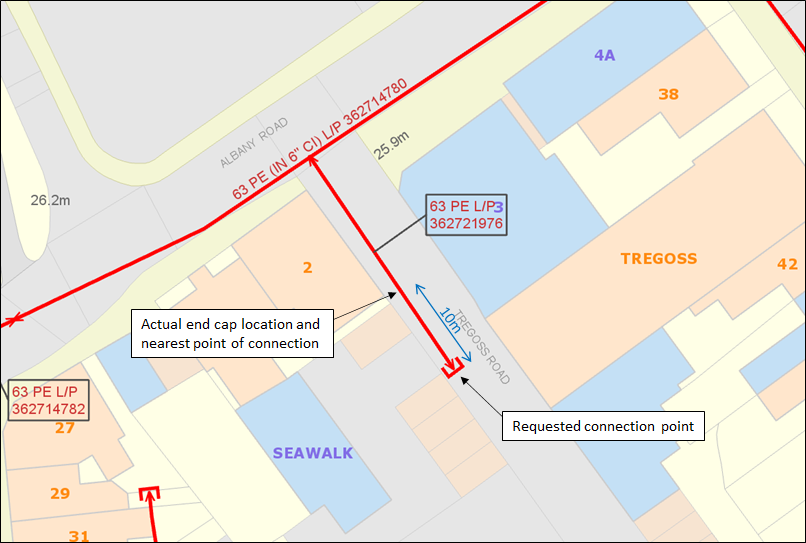 4A
38
63 PE (IN 6" CI) L/P 362714780
ALBANY ROAD
25.9m
26.2m
63 PE L/P
3
362721976
TREGOSS
42
2
10m
TREGOSS ROAD
Actual end cap location and
nearest point of connection
63 PE L/P
362714782
27
Requested connection point
SEAWALK
29
31